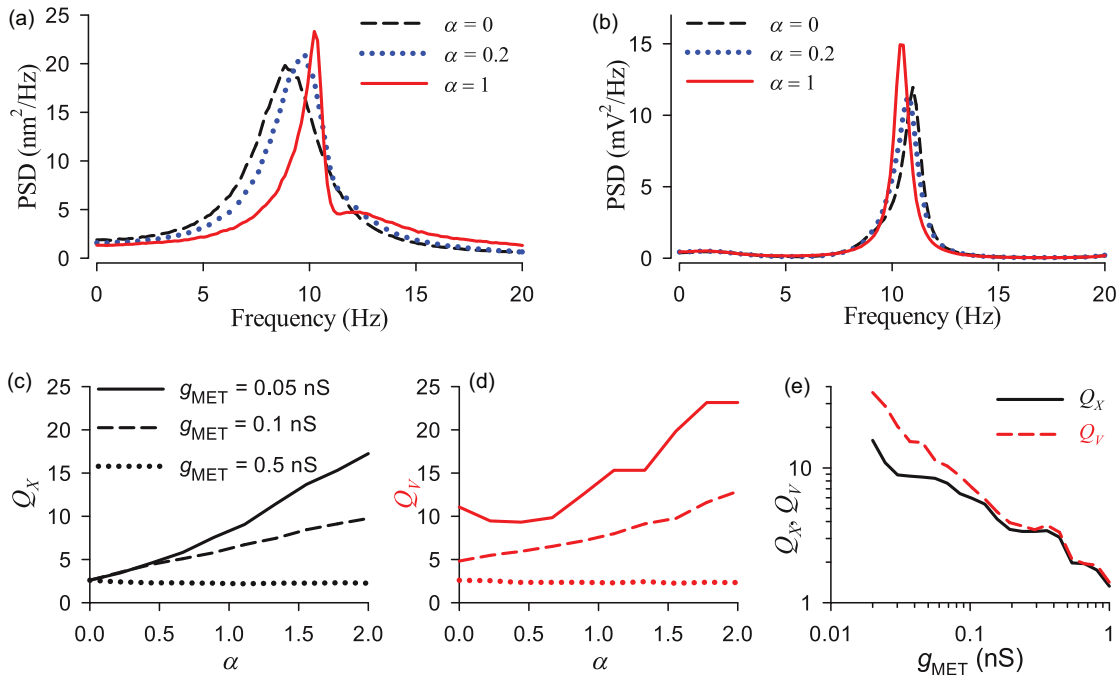 (a)
PSD (nm²/Hz)
25
20
15
10
5
0
α = 0
α = 0.2
α = 1
0 5 10 15 20
Frequency (Hz)
(b)
PSD (mV²/Hz)
15
10
5
0
α = 0
α = 0.2
α = 1
0 5 10 15 20
Frequency (Hz)
(c)
Q_X
25
20
15
10
5
0
g_MET = 0.05 nS
g_MET = 0.1 nS
g_MET = 0.5 nS
0.0 0.5 1.0 1.5 2.0
α
(d)
Q_V
25
20
15
10
5
0
0.0 0.5 1.0 1.5 2.0
α
(e)
Q_X, Q_V
10
1
Q_X
Q_V
0.01 0.1 1
g_MET (nS)